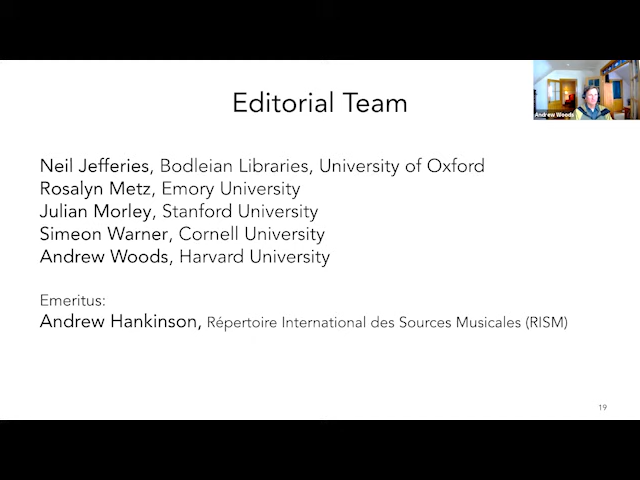 Editorial Team
Andrew Woods
Neil Jefferies, Bodleian Libraries, University of Oxford
Rosalyn Metz, Emory University
Julian Morley, Stanford University
Simeon Warner, Cornell University
Andrew Woods, Harvard University
Emeritus:
Andrew Hankinson, Répertoire International des Sources Musicales (RISM)
19